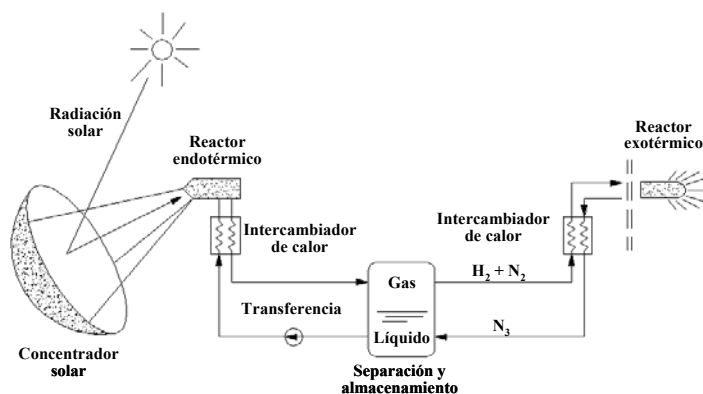 Radiación
solar
Reactor
endotérmico
Reactor
exotérmico
Intercambiador
de calor
Intercambiador
de calor
Gas
H₂ + N₂
Transferencia
Líquido
N₃
Concentrador
solar
Separación y
almacenamiento